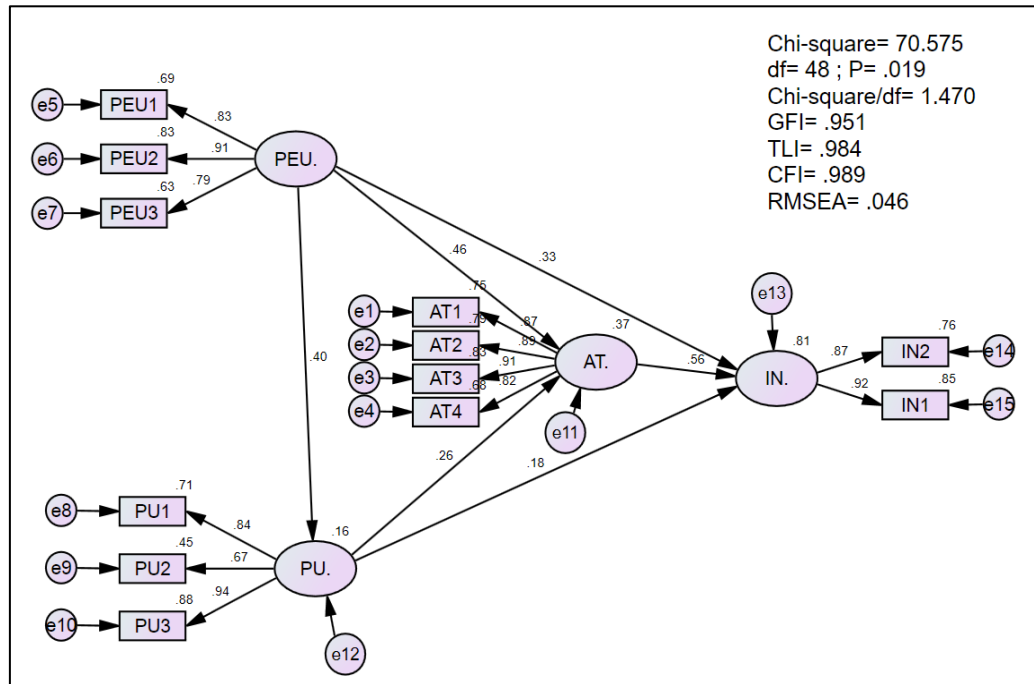 Chi-square= 70.575
df= 48 ; P= .019
Chi-square/df= 1.470
GFI= .951
TLI= .984
CFI= .989
RMSEA= .046
.69
e5 PEU1 .83
.83
e6 PEU2 .91
PEU.
.63
e7 PEU3 .79
.46 .33
.75
e1 AT1 .87
.79
e2 AT2 .89
.83
e3 AT3 .91
.68
e4 AT4 .82
.37
AT.
e11
.40
.56
e13
.81
IN.
.76
.87 IN2 e14
.85
.92 IN1 e15
.26 .18
.71
e8 PU1 .84
.45
e9 PU2 .67
.16
PU.
.88
e10 PU3 .94
e12